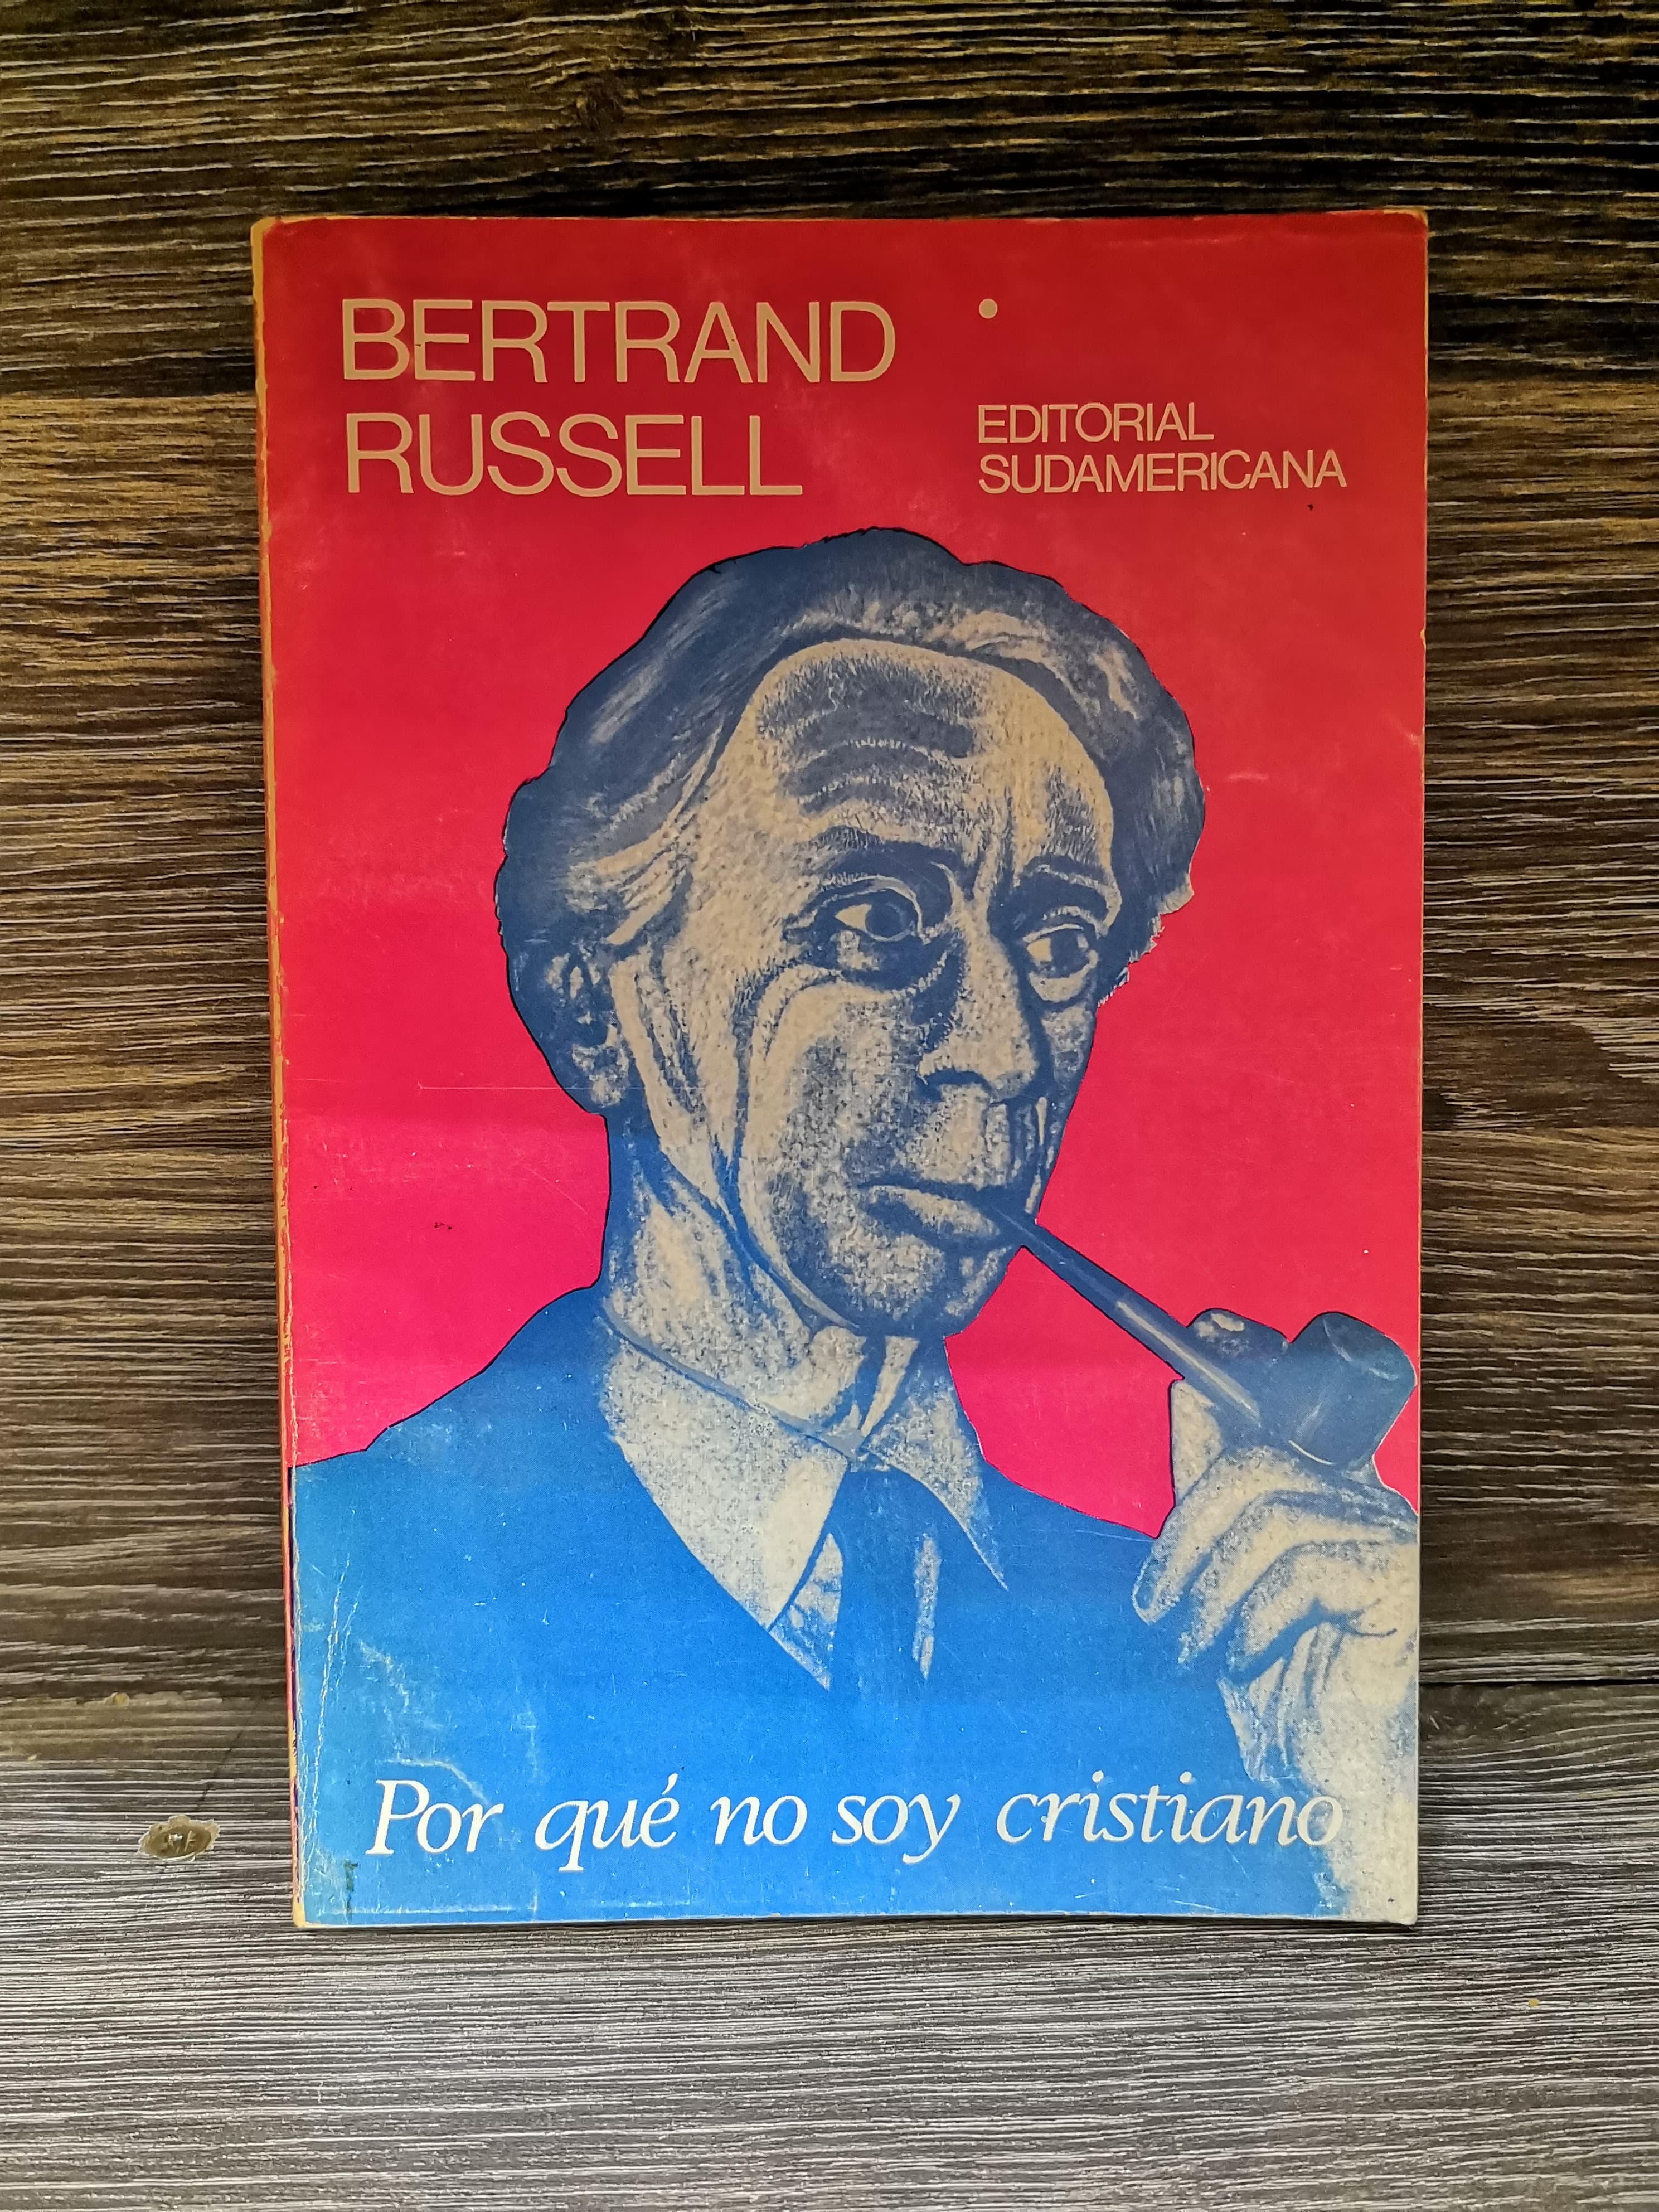 BERTRAND
RUSSELL
EDITORIAL
SUDAMERICANA
Por qué no soy cristiano